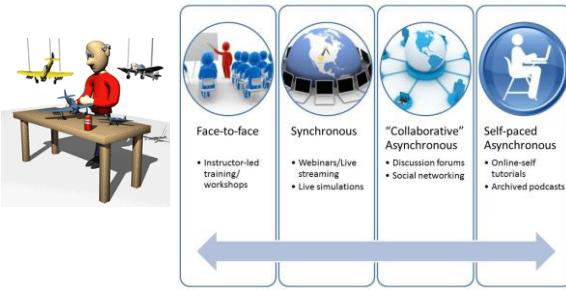 Face-to-face
• Instructor-led
training/
workshops
Synchronous
• Webinars/Live
streaming
• Live simulations
“Collaborative”
Asynchronous
• Discussion forums
• Social networking
Self-paced
Asynchronous
• Online-self
tutorials
• Archived podcasts